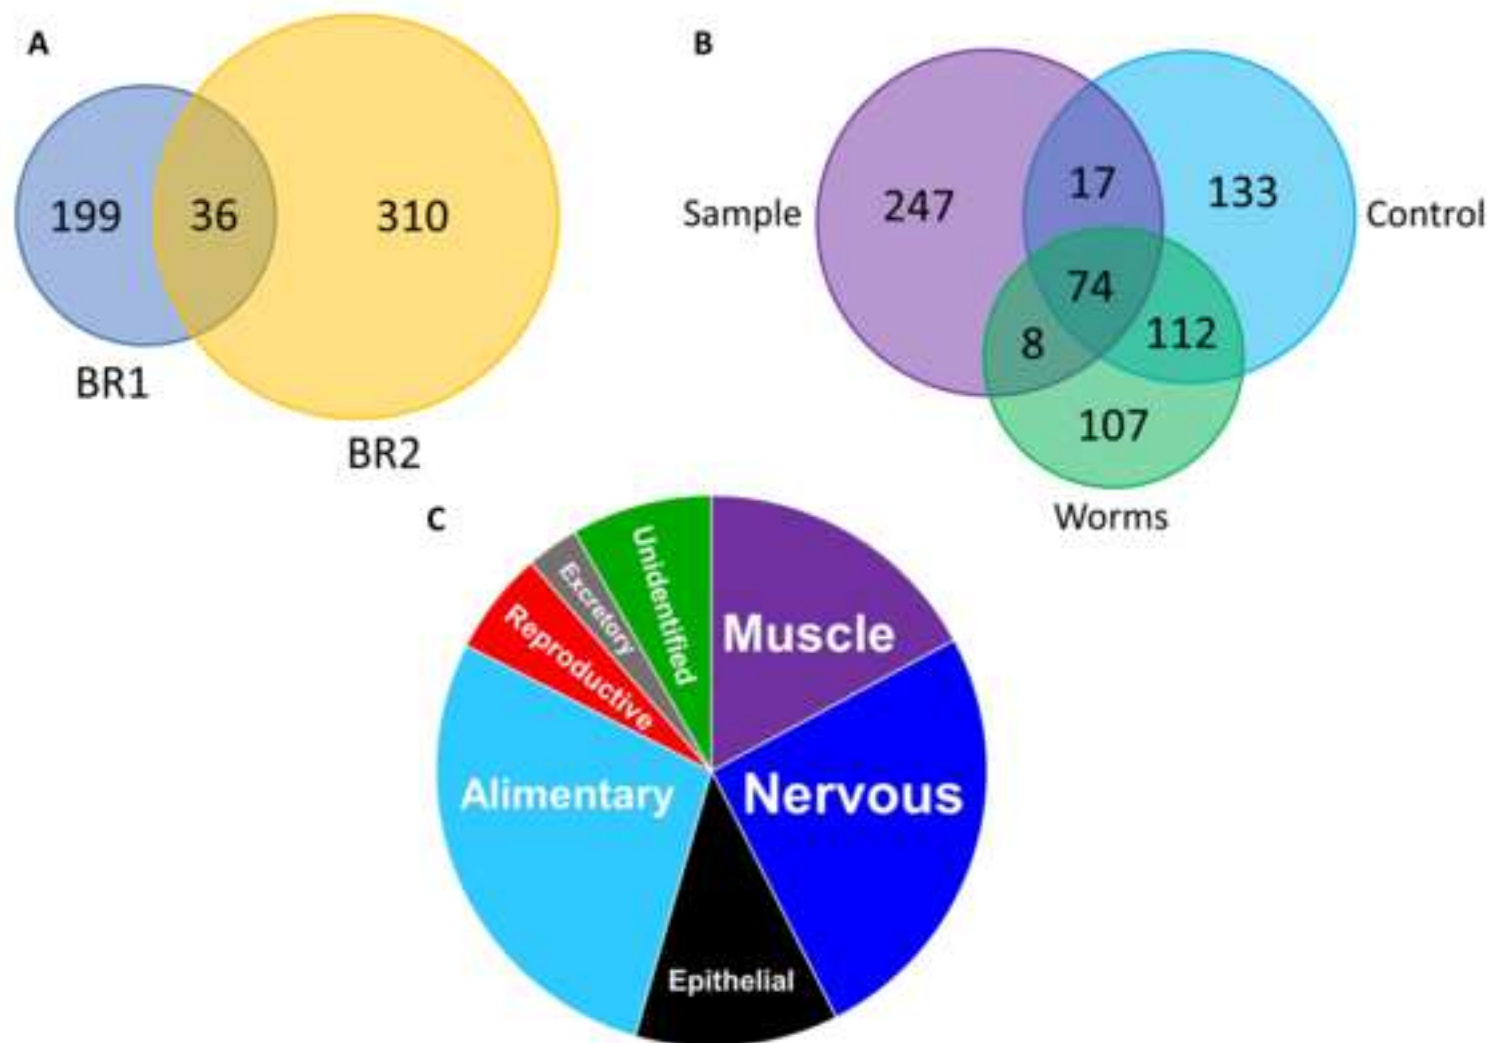 A
199
36
310
BR1
BR2
B
Sample
247
17
133
Control
74
8
112
107
Worms
C
Unidentified
Excretory
Reproductive
Muscle
Alimentary
Nervous
Epithelial